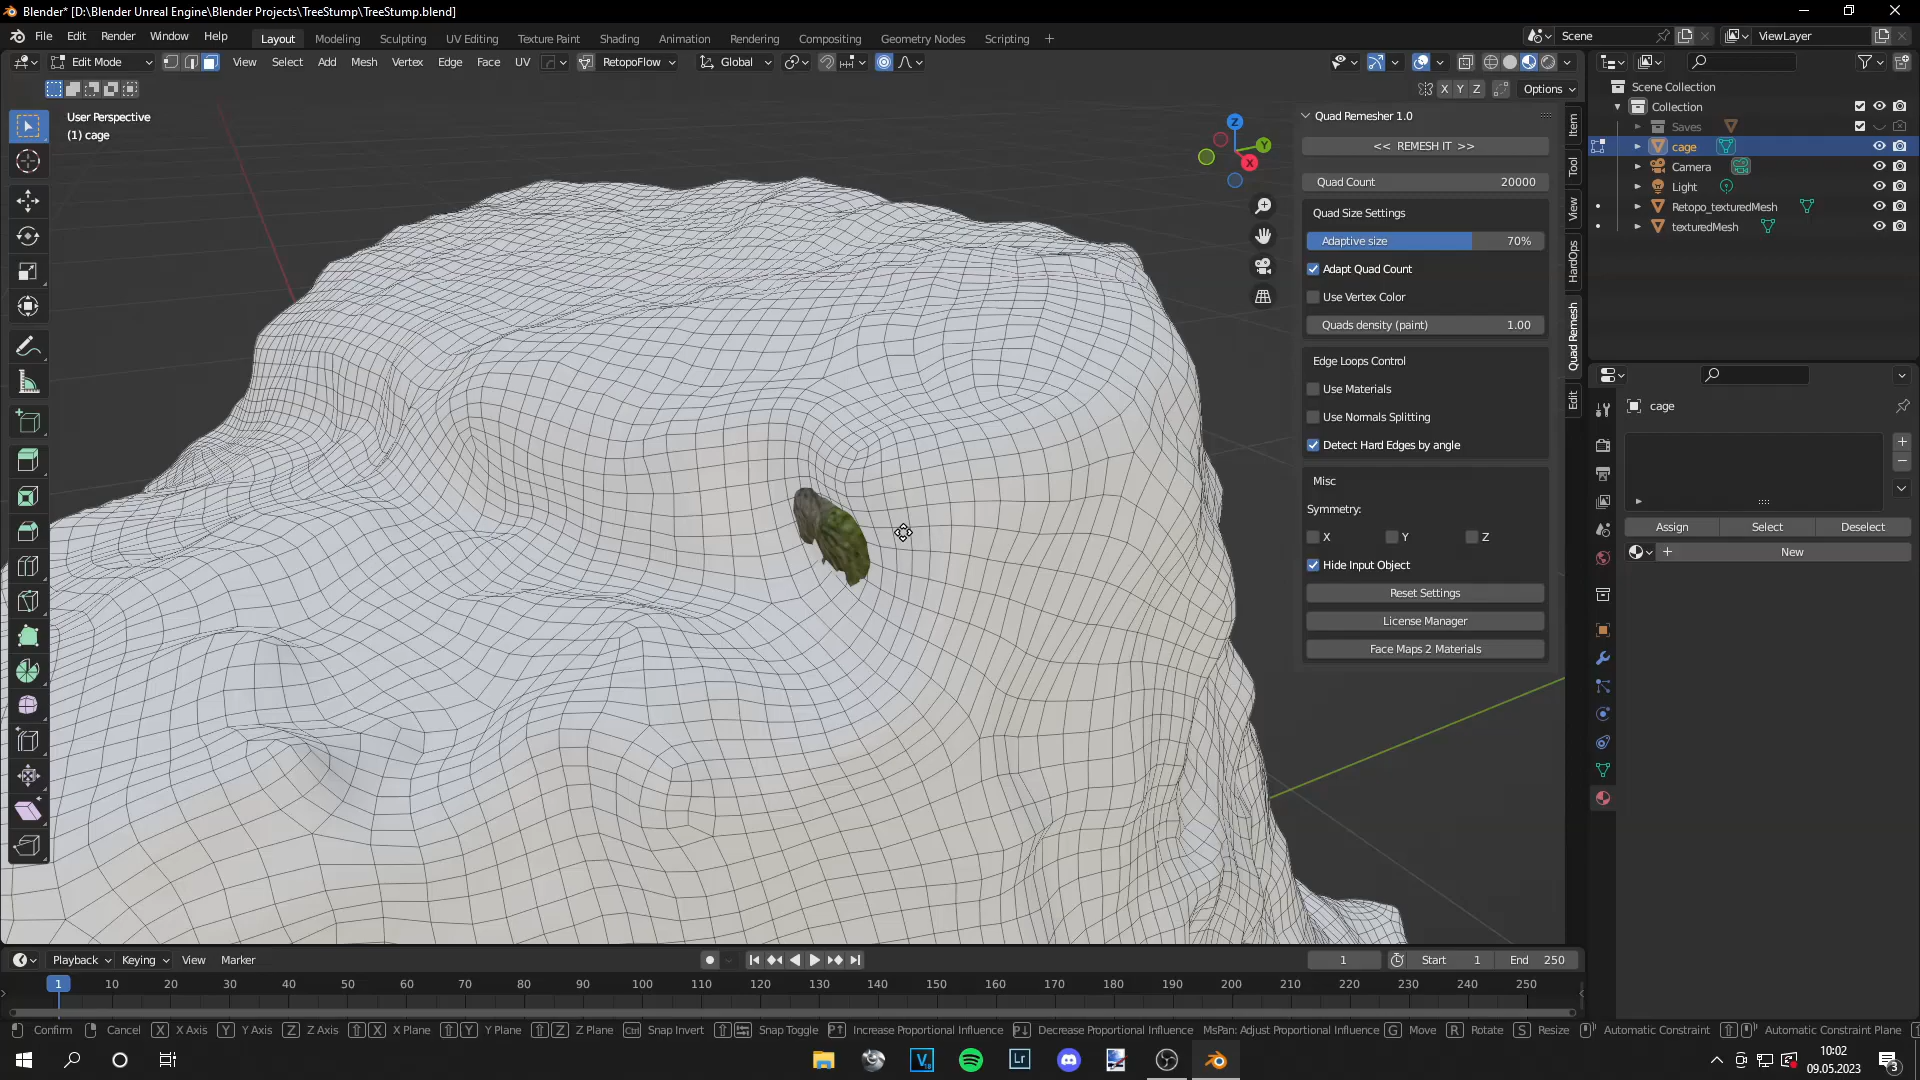 Blender* [D:\Blender Unreal Engine\Blender Projects\TreeStump\TreeStump.blend]
File Edit Render Window Help Layout Modeling Sculpting UV Editing Texture Paint Shading Animation Rendering Compositing Geometry Nodes Scripting Scene ViewLayer
Edit Mode View Select Add Mesh Vertex Edge Face UV RetopoFlow Global
X Y Z Options
User Perspective
(1) cage
Z
Y
X
Quad Remesher 1.0
<< REMESH IT >>
Quad Count 20000
Quad Size Settings
Adaptive size 70%
Adapt Quad Count
Use Vertex Color
Quads density (paint) 1.00
Edge Loops Control
Use Materials
Use Normals Splitting
Detect Hard Edges by angle
Misc
Symmetry:
X Y Z
Hide Input Object
Reset Settings
License Manager
Face Maps 2 Materials
Item
Tool
View
HardOps
Quad Remesh
Edit
Scene Collection
Collection
Saves
cage
Camera
Light
Retopo_texturedMesh
texturedMesh
cage
Assign Select Deselect
New
Playback Keying View Marker 1 Start 1 End 250
1 10 20 30 40 50 60 70 80 90 100 110 120 130 140 150 160 170 180 190 200 210 220 230 240 250
Confirm Cancel X X Axis Y Y Axis Z Z Axis X X Plane Y Y Plane Z Z Plane Ctrl Snap Invert Snap Toggle P↑ Increase Proportional Influence P↓ Decrease Proportional Influence MsPan: Adjust Proportional Influence G Move R Rotate S Resize Automatic Constraint Automatic Constraint Plane
V
Lr
10:02
09.05.2023
3